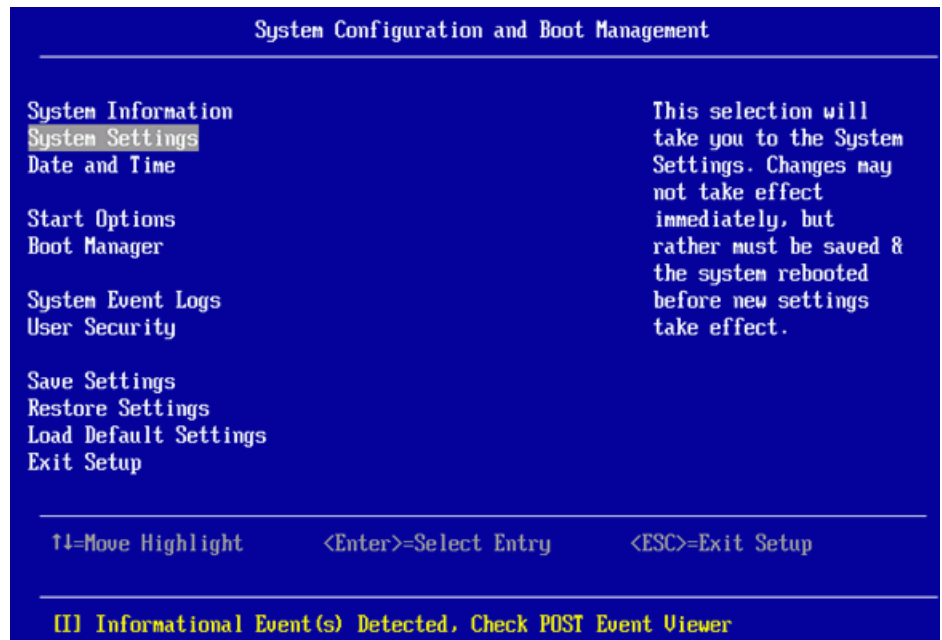 System Configuration and Boot Management
System Information
System Settings
Date and Time
Start Options
Boot Manager
System Event Logs
User Security
Save Settings
Restore Settings
Load Default Settings
Exit Setup
This selection will
take you to the System
Settings. Changes may
not take effect
immediately, but
rather must be saved &
the system rebooted
before new settings
take effect.
↑↓=Move Highlight <Enter>=Select Entry <ESC>=Exit Setup
[I] Informational Event(s) Detected, Check POST Event Viewer